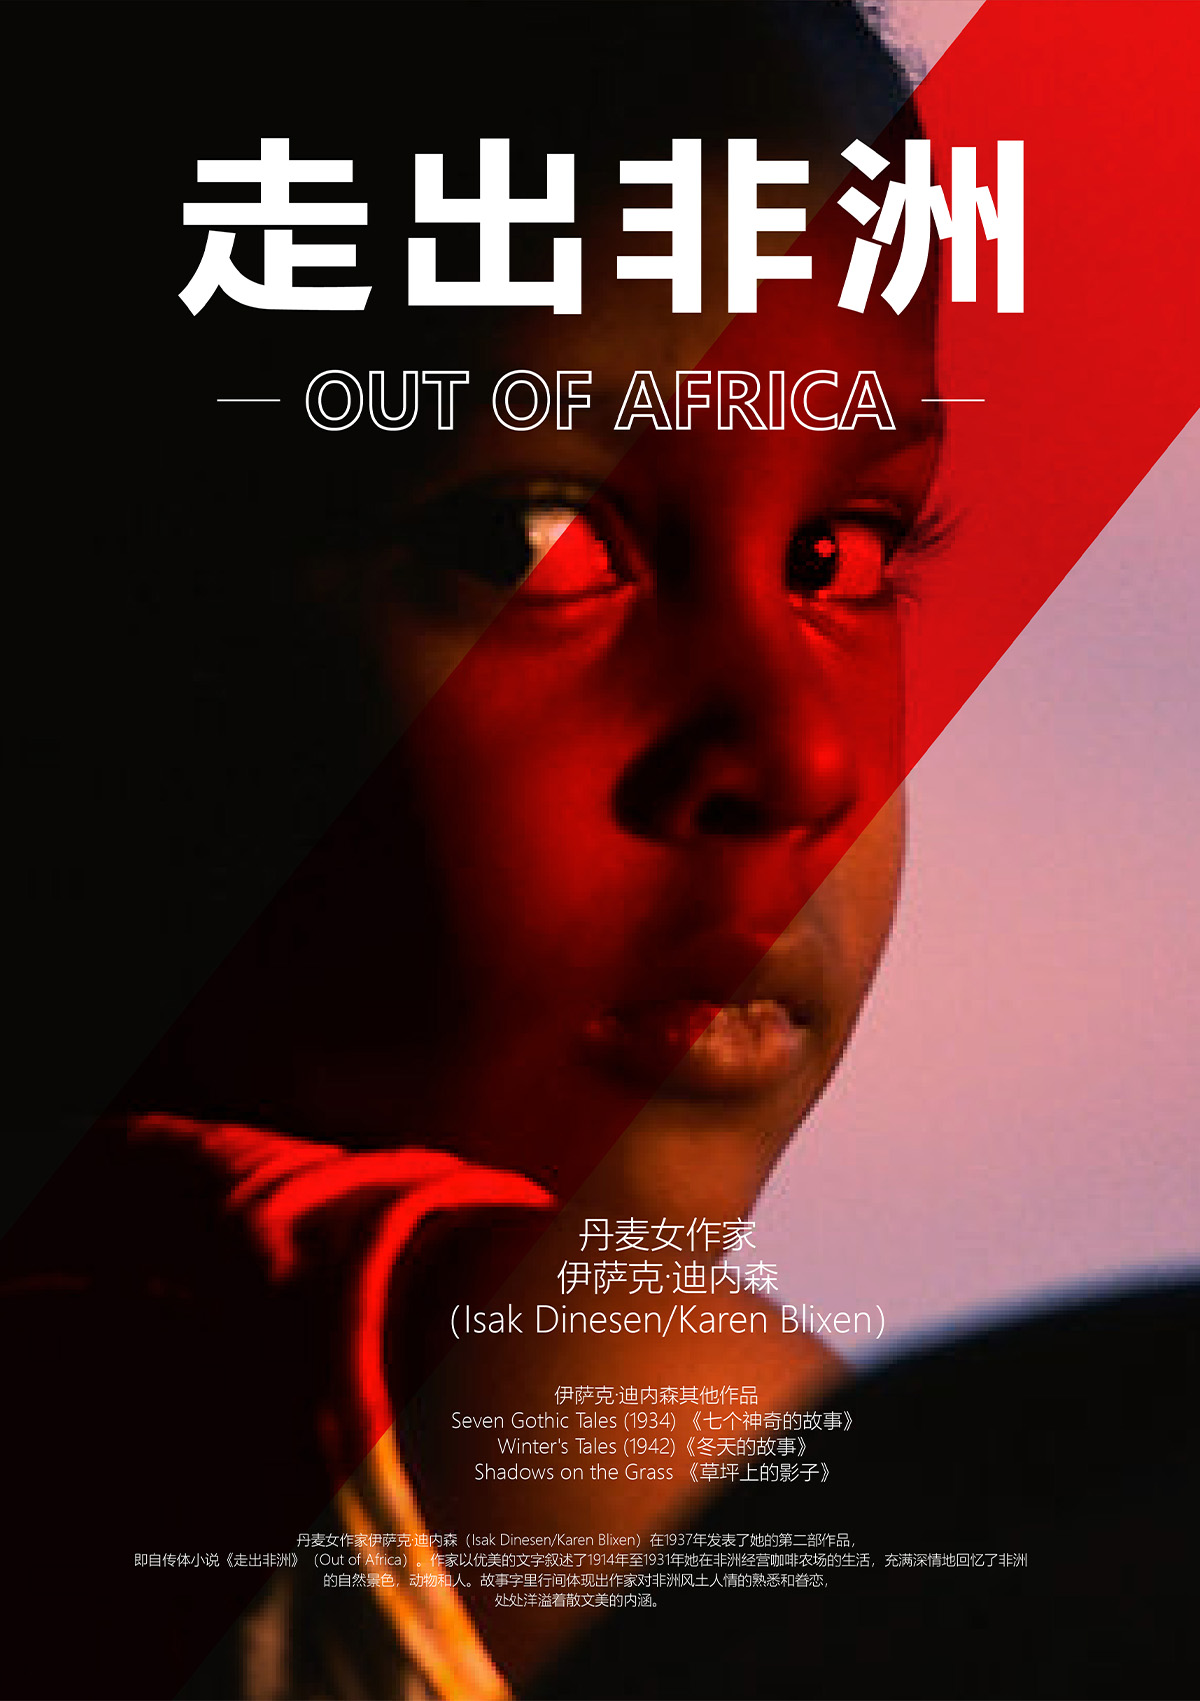 走出非洲
OUT OF AFRICA
丹麦女作家
伊萨克·迪内森
（Isak Dinesen/Karen Blixen）
伊萨克·迪内森其他作品
Seven Gothic Tales (1934) 《七个神奇的故事》
Winter's Tales (1942)《冬天的故事》
Shadows on the Grass 《草坪上的影子》
丹麦女作家伊萨克·迪内森（Isak Dinesen/Karen Blixen）在1937年发表了她的第二部作品，
即自传体小说《走出非洲》（Out of Africa）。作家以优美的文字叙述了1914年至1931年她在非洲经营咖啡农场的生活，充满深情地回忆了非洲
的自然景色，动物和人。故事字里行间体现出作家对非洲风土人情的熟悉和眷恋，
处处洋溢着散文美的内涵。